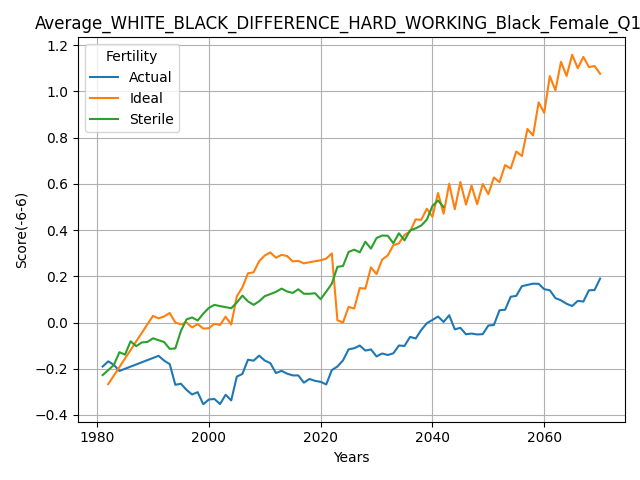 Average_WHITE_BLACK_DIFFERENCE_HARD_WORKING_Black_Female_Q1
Fertility
Actual
Ideal
Sterile
1.2
1.0
0.8
0.6
0.4
0.2
0.0
−0.2
−0.4
Score(-6-6)
1980
2000
2020
2040
2060
Years